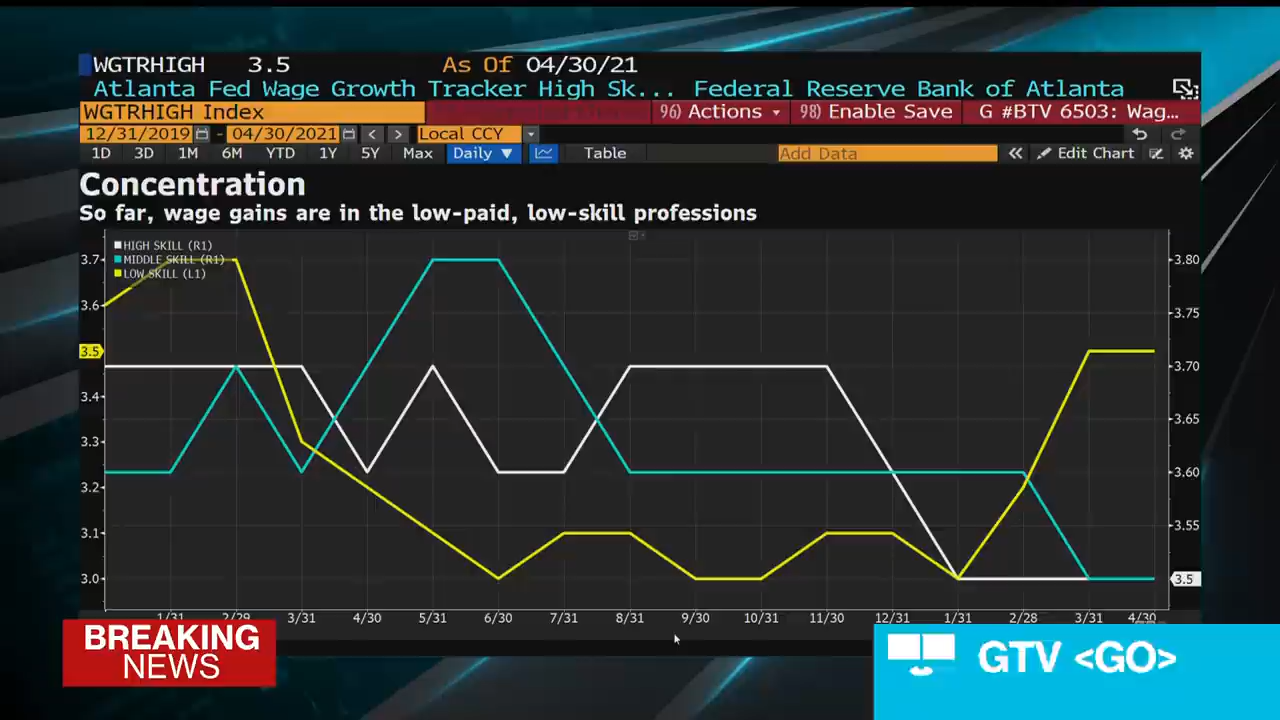 WGTRHIGH 3.5 As Of 04/30/21
Atlanta Fed Wage Growth Tracker High Sk... Federal Reserve Bank of Atlanta
WGTRHIGH Index 96) Actions 98) Enable Save G #BTV 6503: Wag...
12/31/2019 - 04/30/2021 < > Local CCY
1D 3D 1M 6M YTD 1Y 5Y Max Daily ▼ Table Add Data « Edit Chart
Concentration
So far, wage gains are in the low-paid, low-skill professions
HIGH SKILL (R1)
MIDDLE SKILL (R1)
LOW SKILL (L1)
3.7
3.6
3.5
3.4
3.3
3.2
3.1
3.0
3.80
3.75
3.70
3.65
3.60
3.55
3.5
1/31 2/29 3/31 4/30 5/31 6/30 7/31 8/31 9/30 10/31 11/30 12/31 1/31 2/28 3/31 4/30
BREAKING
NEWS
GTV <GO>